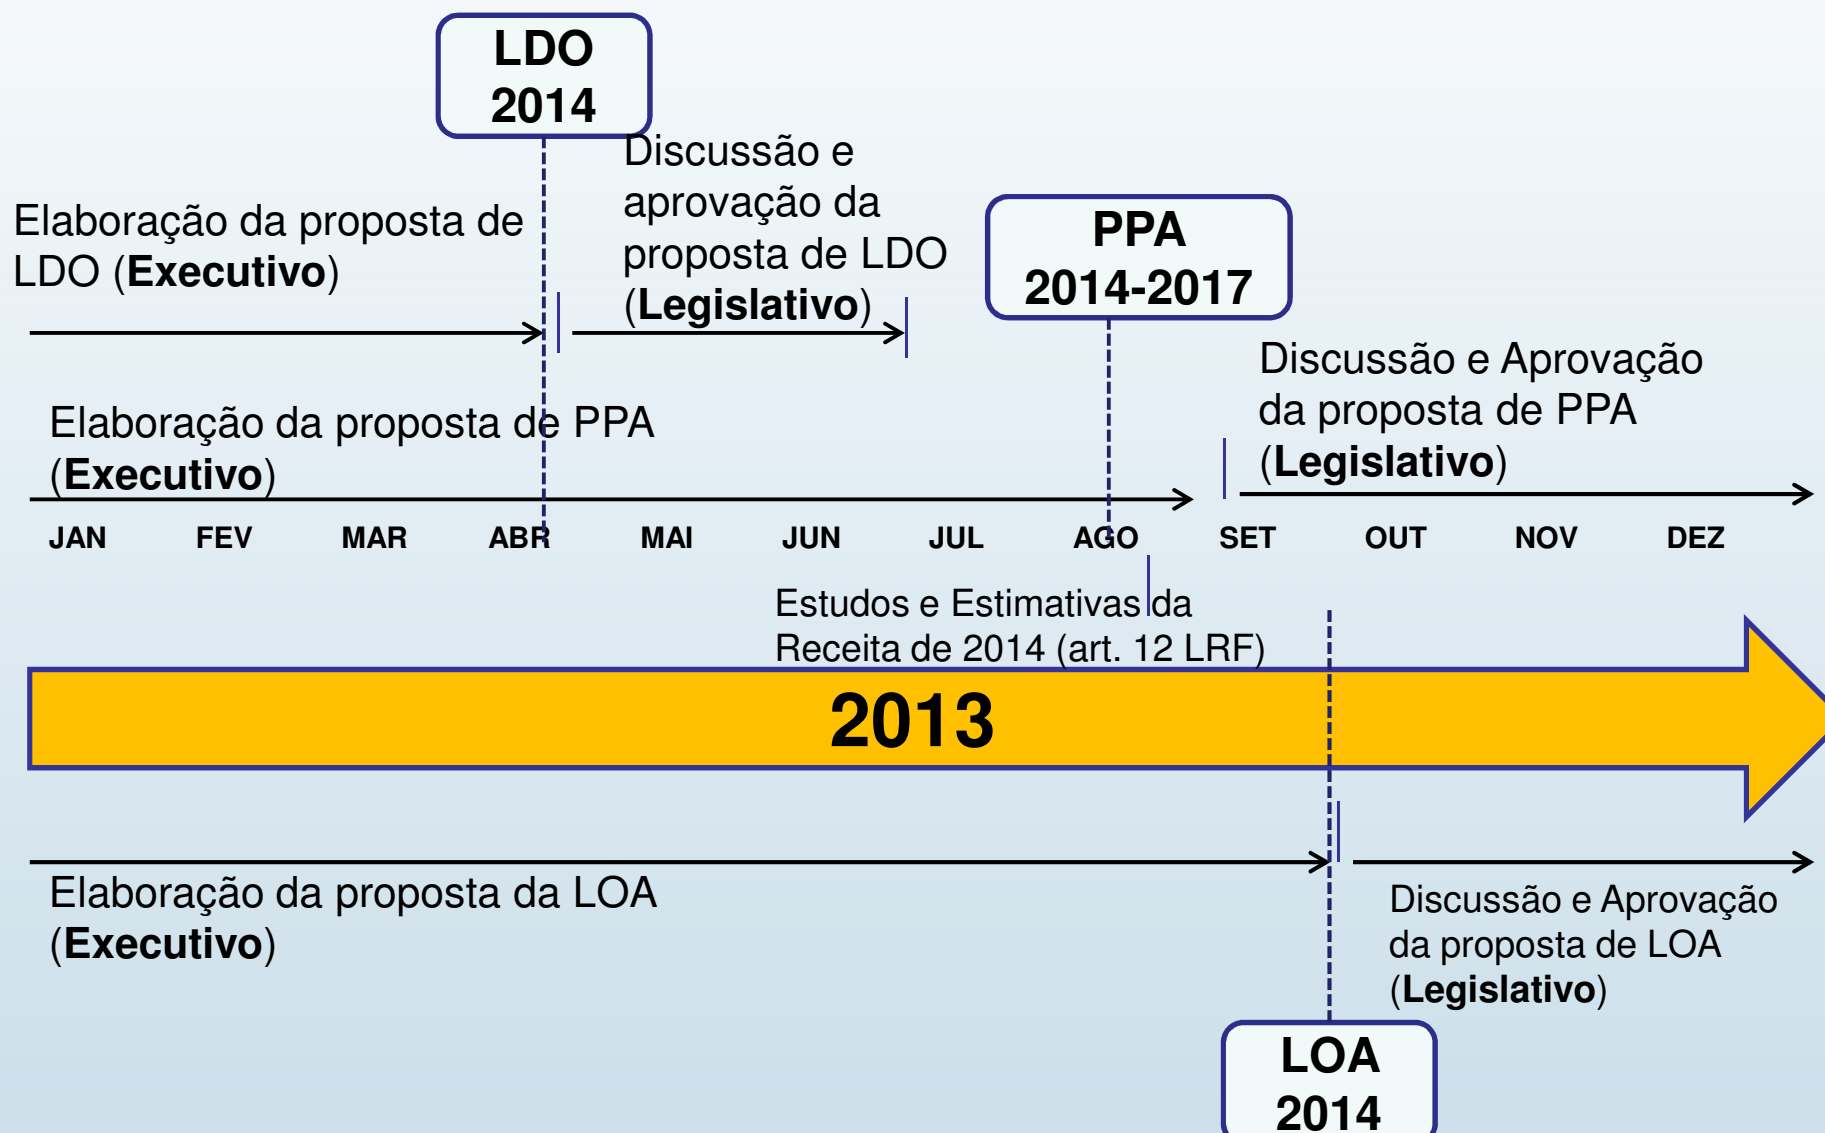 LDO
2014
Discussão e
aprovação da
proposta de LDO
(Legislativo)
Elaboração da proposta de
LDO (Executivo)
PPA
2014-2017
Discussão e Aprovação
da proposta de PPA
(Legislativo)
Elaboração da proposta de PPA
(Executivo)
JAN FEV MAR ABR MAI JUN JUL AGO SET OUT NOV DEZ
Estudos e Estimativas da
Receita de 2014 (art. 12 LRF)
2013
Elaboração da proposta da LOA
(Executivo)
Discussão e Aprovação
da proposta de LOA
(Legislativo)
LOA
2014